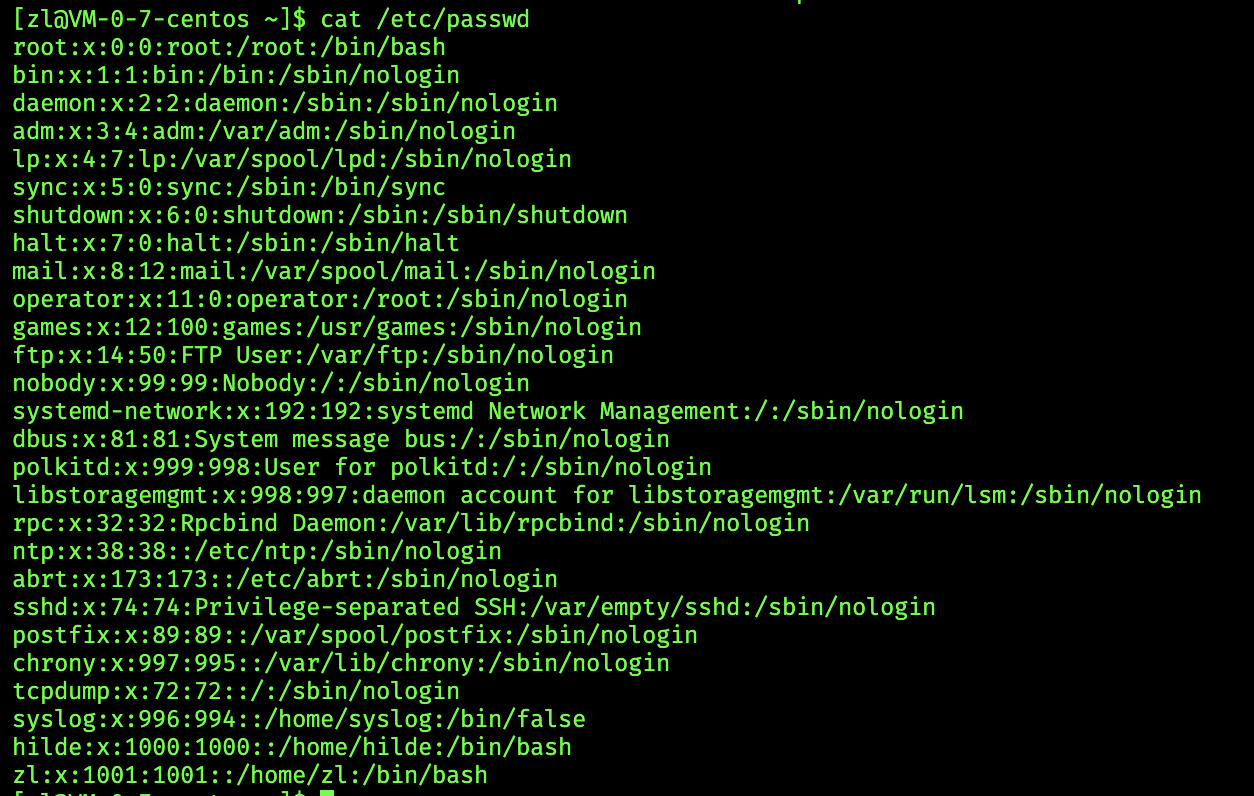 [zl@VM-0-7-centos ~]$ cat /etc/passwd
root:x:0:0:root:/root:/bin/bash
bin:x:1:1:bin:/bin:/sbin/nologin
daemon:x:2:2:daemon:/sbin:/sbin/nologin
adm:x:3:4:adm:/var/adm:/sbin/nologin
lp:x:4:7:lp:/var/spool/lpd:/sbin/nologin
sync:x:5:0:sync:/sbin:/bin/sync
shutdown:x:6:0:shutdown:/sbin:/sbin/shutdown
halt:x:7:0:halt:/sbin:/sbin/halt
mail:x:8:12:mail:/var/spool/mail:/sbin/nologin
operator:x:11:0:operator:/root:/sbin/nologin
games:x:12:100:games:/usr/games:/sbin/nologin
ftp:x:14:50:FTP User:/var/ftp:/sbin/nologin
nobody:x:99:99:Nobody:/:/sbin/nologin
systemd-network:x:192:192:systemd Network Management:/:/sbin/nologin
dbus:x:81:81:System message bus:/:/sbin/nologin
polkitd:x:999:998:User for polkitd:/:/sbin/nologin
libstoragemgmt:x:998:997:daemon account for libstoragemgmt:/var/run/lsm:/sbin/nologin
rpc:x:32:32:Rpcbind Daemon:/var/lib/rpcbind:/sbin/nologin
ntp:x:38:38::/etc/ntp:/sbin/nologin
abrt:x:173:173::/etc/abrt:/sbin/nologin
sshd:x:74:74:Privilege-separated SSH:/var/empty/sshd:/sbin/nologin
postfix:x:89:89::/var/spool/postfix:/sbin/nologin
chrony:x:997:995::/var/lib/chrony:/sbin/nologin
tcpdump:x:72:72::/:/sbin/nologin
syslog:x:996:994::/home/syslog:/bin/false
hilde:x:1000:1000::/home/hilde:/bin/bash
zl:x:1001:1001::/home/zl:/bin/bash